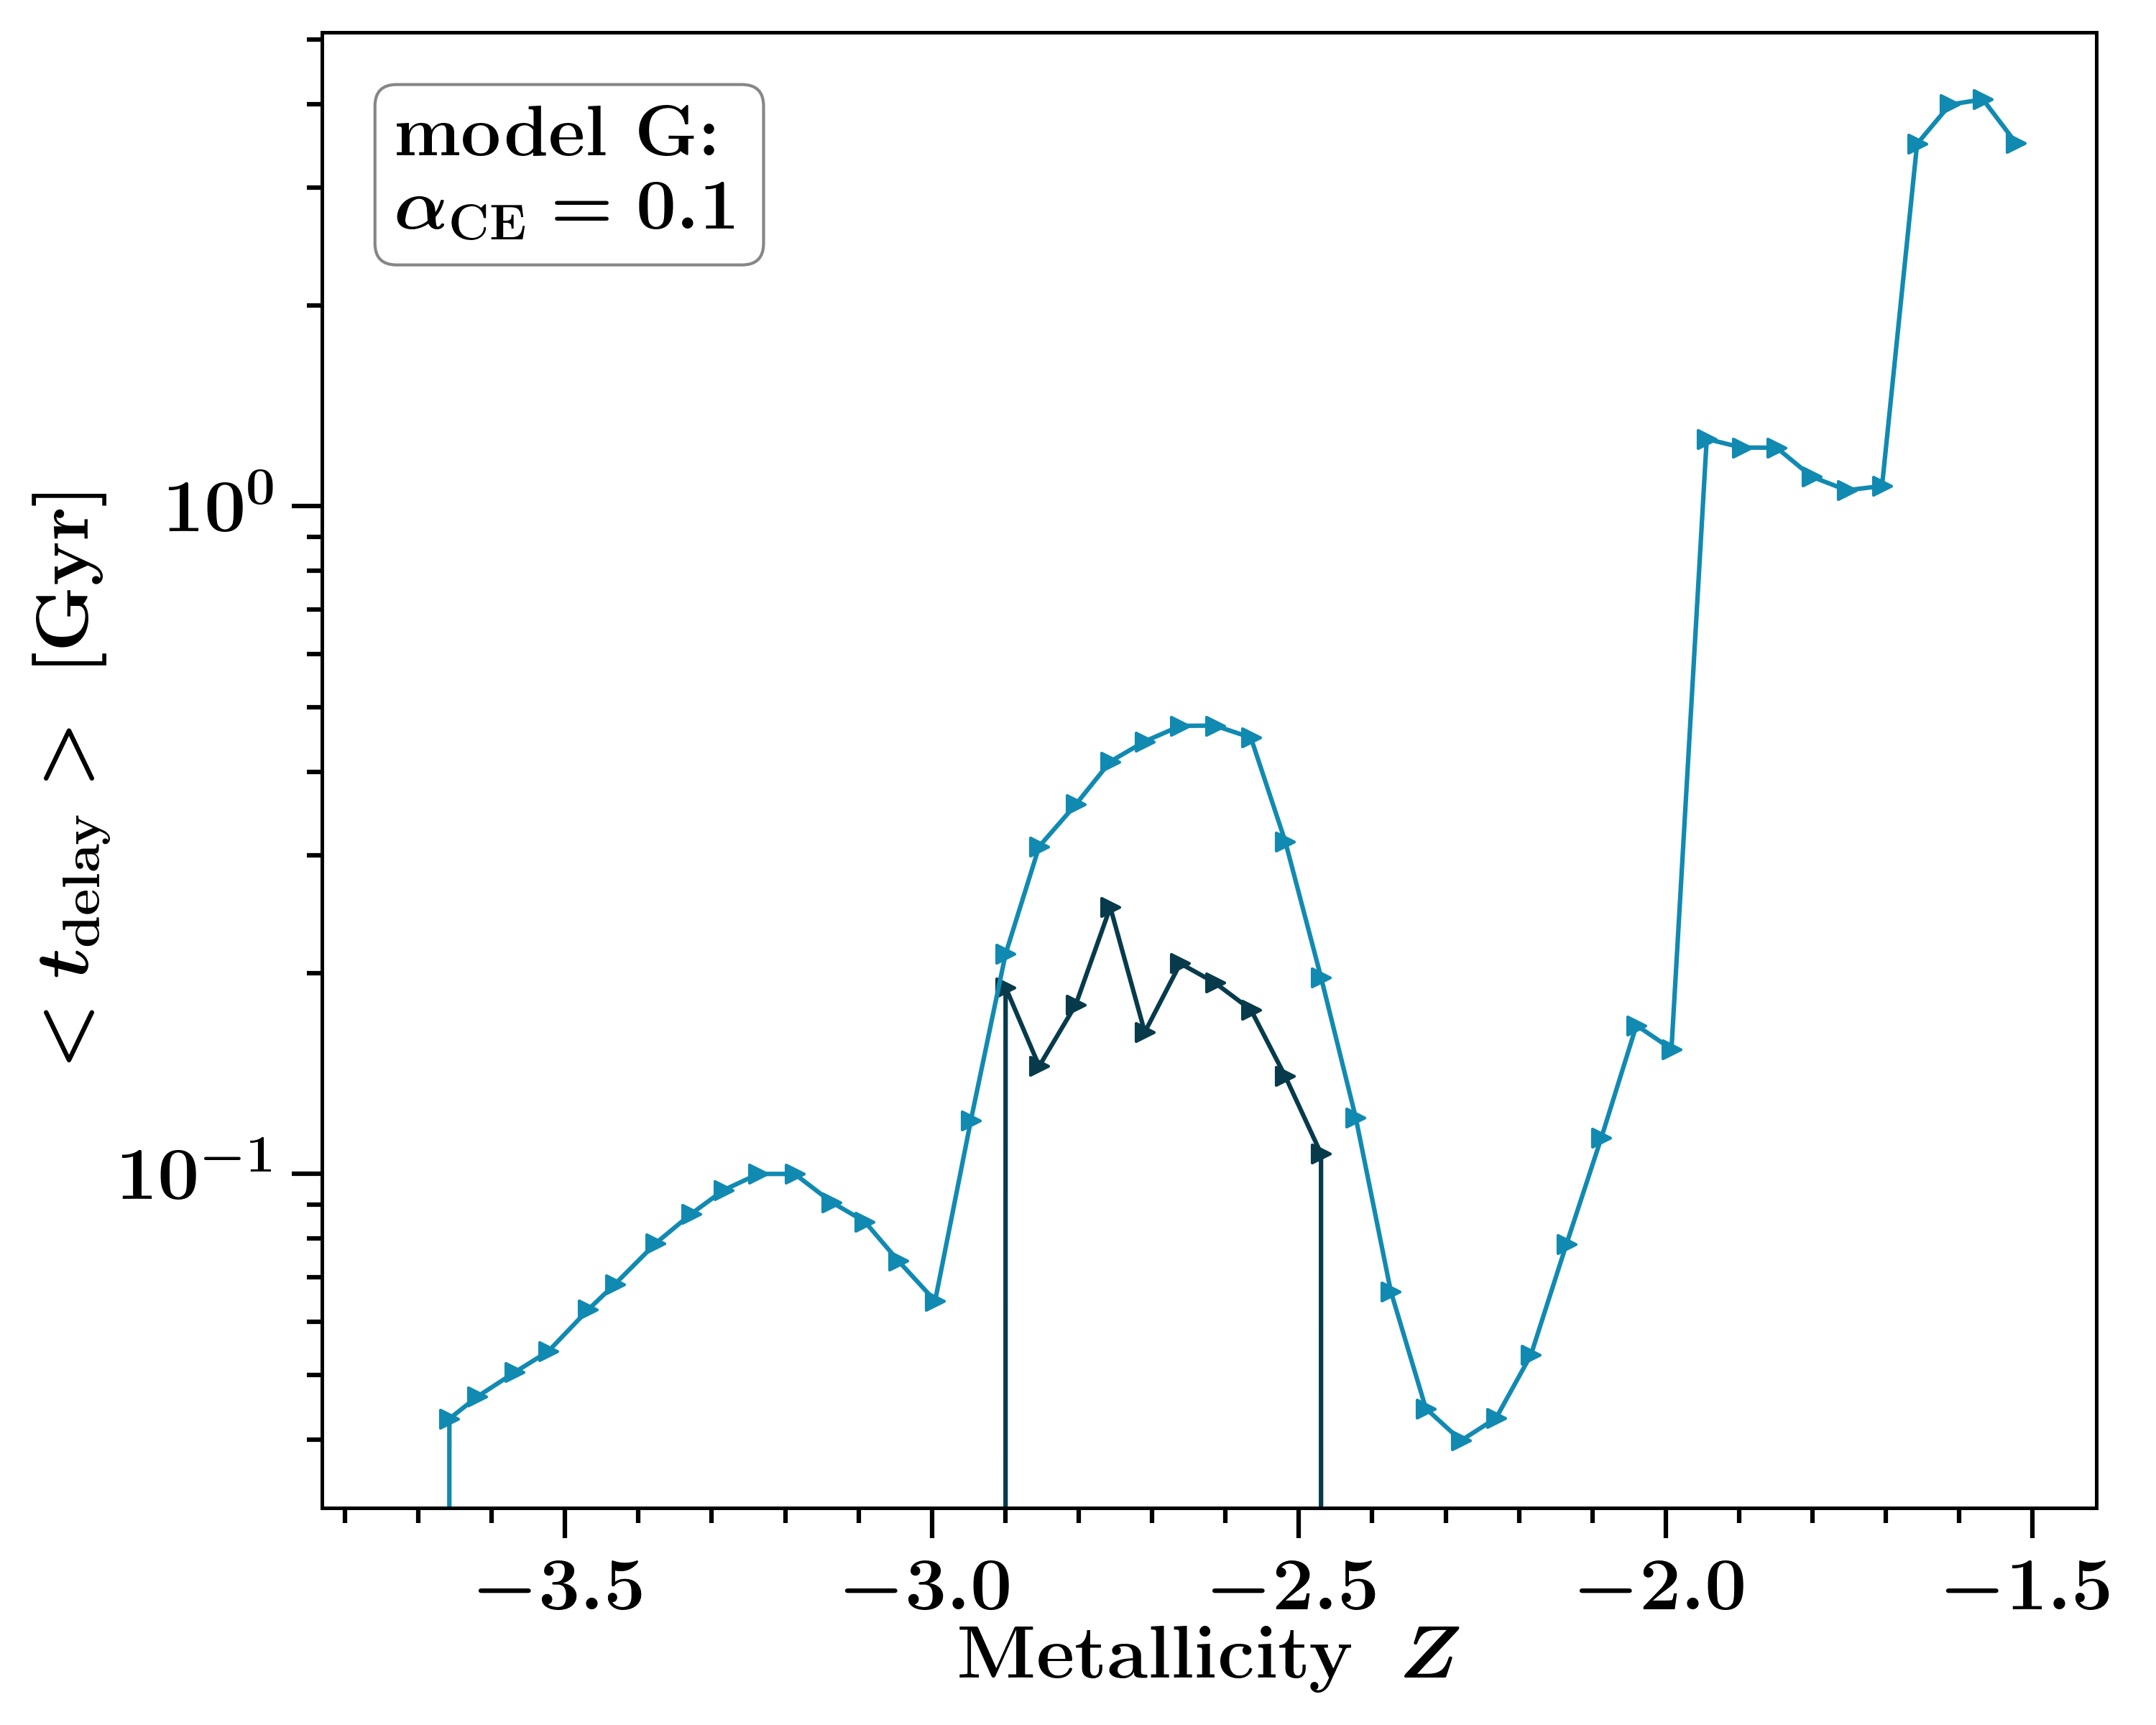 model G:
α_CE = 0.1
< t_delay > [Gyr]
10^0
10^−1
−3.5 −3.0 −2.5 −2.0 −1.5
Metallicity Z